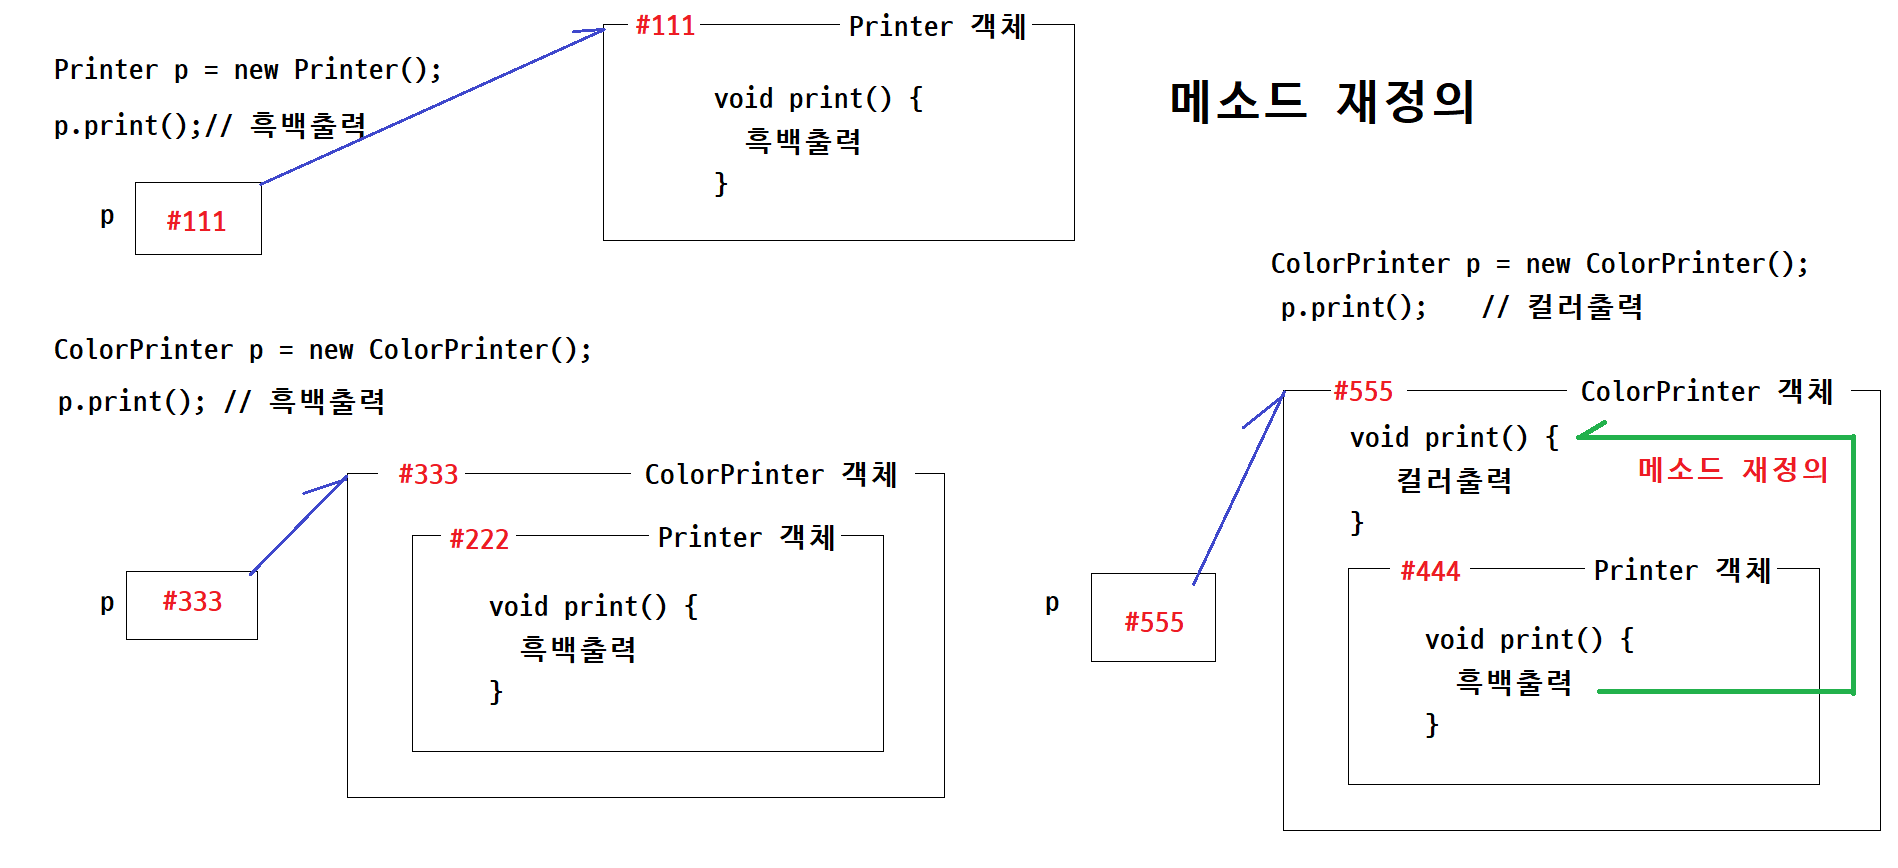 #111 Printer 객체
Printer p = new Printer();
p.print();// 흑백출력
void print() {
흑백출력
}
p #111
메소드 재정의
ColorPrinter p = new ColorPrinter();
p.print(); // 흑백출력
#333 ColorPrinter 객체
#222 Printer 객체
void print() {
흑백출력
}
p #333
ColorPrinter p = new ColorPrinter();
p.print(); // 컬러출력
#555 ColorPrinter 객체
void print() {
메소드 재정의
컬러출력
}
#444 Printer 객체
void print() {
흑백출력
}
p #555